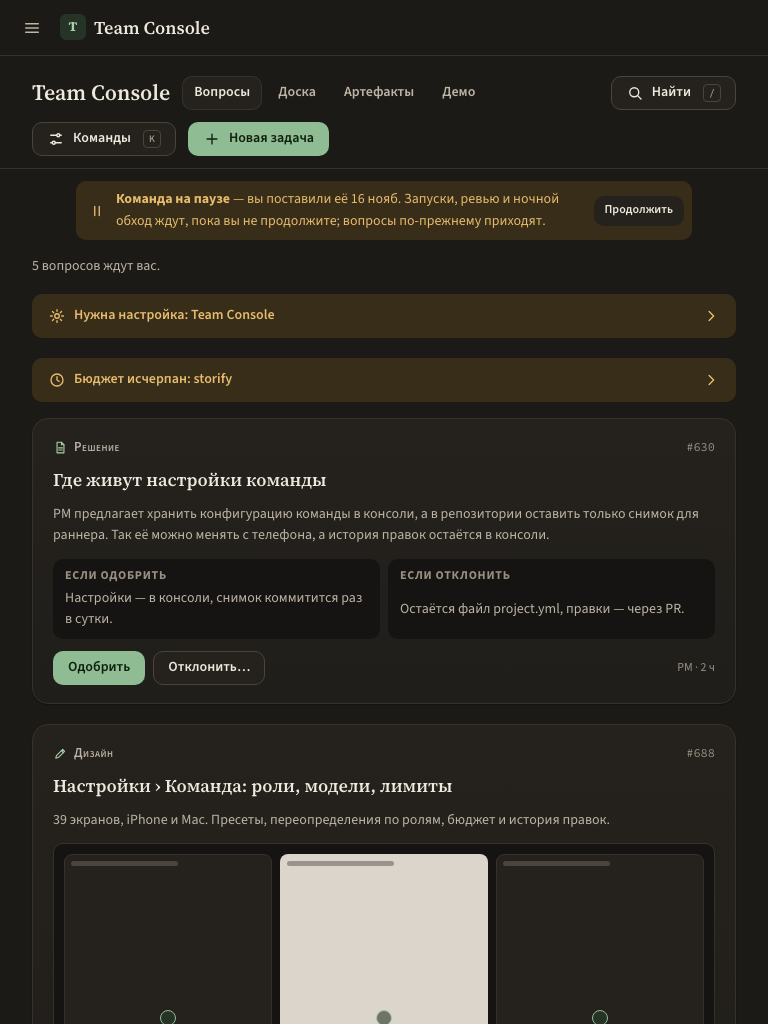 T Team Console
Team Console Вопросы Доска Артефакты Демо Найти /
Команды K Новая задача
Команда на паузе — вы поставили её 16 нояб. Запуски, ревью и ночной
обход ждут, пока вы не продолжите; вопросы по-прежнему приходят.
Продолжить
5 вопросов ждут вас.
Нужна настройка: Team Console
Бюджет исчерпан: storify
Решение #630
Где живут настройки команды
PM предлагает хранить конфигурацию команды в консоли, а в репозитории оставить только снимок для
раннера. Так её можно менять с телефона, а история правок остаётся в консоли.
ЕСЛИ ОДОБРИТЬ
Настройки — в консоли, снимок коммитится раз
в сутки.
ЕСЛИ ОТКЛОНИТЬ
Остаётся файл project.yml, правки — через PR.
Одобрить Отклонить… PM · 2 ч
Дизайн #688
Настройки › Команда: роли, модели, лимиты
39 экранов, iPhone и Mac. Пресеты, переопределения по ролям, бюджет и история правок.